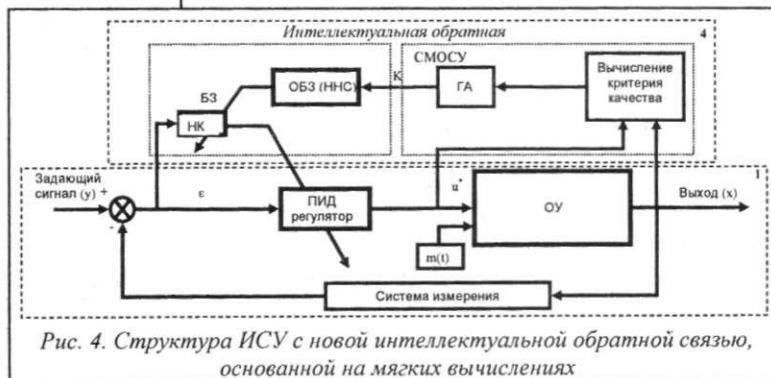 Интеллектуальная обратная
4
СМОСУ
БЗ
ОБЗ (ННС)
К
ГА
Вычисление
критерия
качества
НК
1
Задающий
сигнал (y) +
-
ε
ПИД
регулятор
u*
ОУ
Выход (x)
m(t)
Система измерения
Рис. 4. Структура ИСУ с новой интеллектуальной обратной связью,
основанной на мягких вычислениях